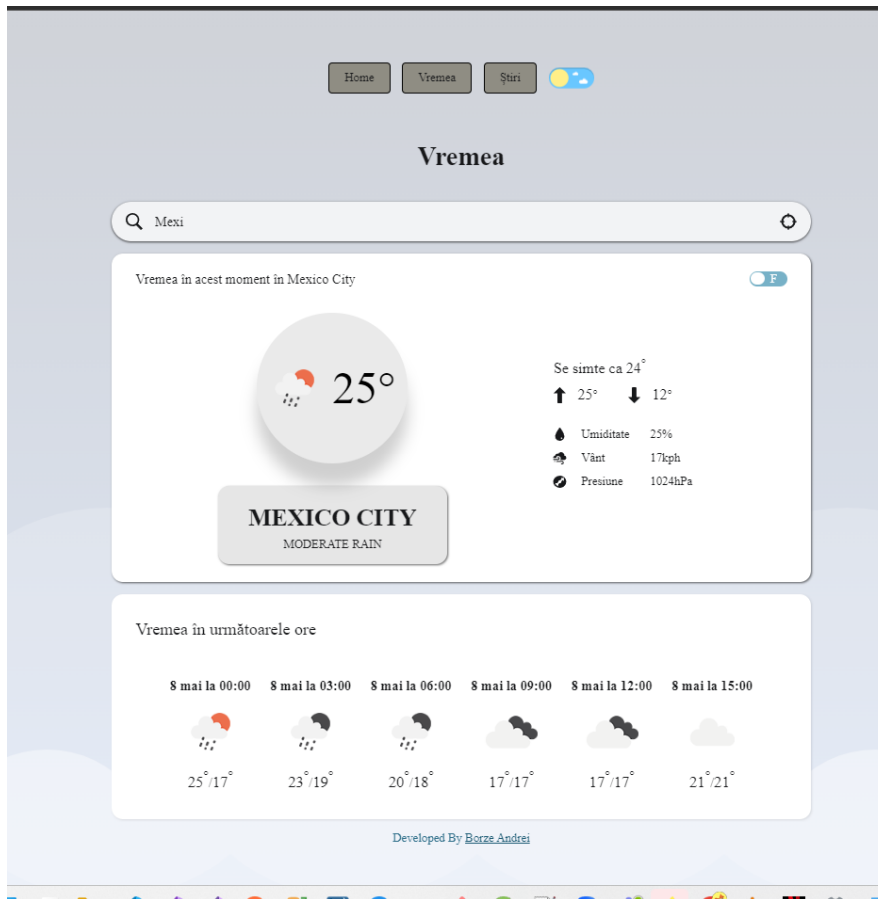 Home Vremea Știri
Vremea
Mexi
Vremea în acest moment în Mexico City F
25°
Se simte ca 24°
25° 12°
Umiditate 25%
Vânt 17kph
Presiune 1024hPa
MEXICO CITY
MODERATE RAIN
Vremea în următoarele ore
8 mai la 00:00 8 mai la 03:00 8 mai la 06:00 8 mai la 09:00 8 mai la 12:00 8 mai la 15:00
25°/17° 23°/19° 20°/18° 17°/17° 17°/17° 21°/21°
Developed By Borze Andrei